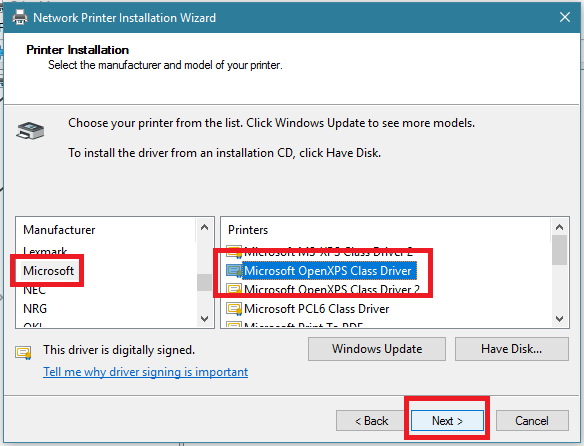 Network Printer Installation Wizard
Printer Installation
Select the manufacturer and model of your printer.
Choose your printer from the list. Click Windows Update to see more models.
To install the driver from an installation CD, click Have Disk.
Manufacturer
Lexmark
Microsoft
NEC
NRG
OKI
Printers
Microsoft MS-XPS Class Driver 2
Microsoft OpenXPS Class Driver
Microsoft OpenXPS Class Driver 2
Microsoft PCL6 Class Driver
Microsoft Print To PDF
This driver is digitally signed.
Tell me why driver signing is important
Windows Update
Have Disk...
< Back
Next >
Cancel